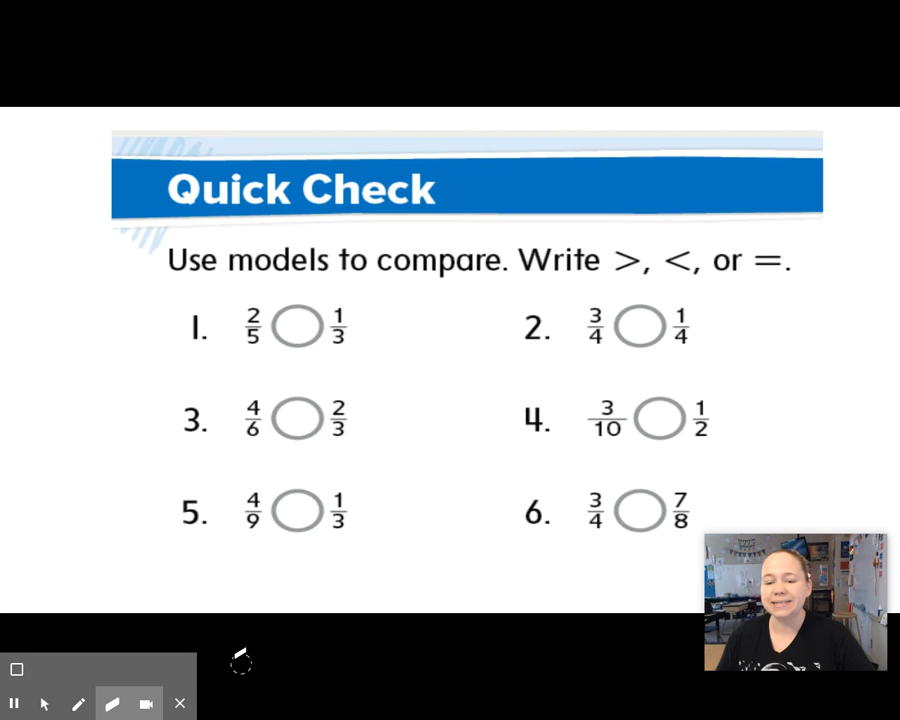 Quick Check
Use models to compare. Write >, <, or =.
1. 2/5 ◯ 1/3
2. 3/4 ◯ 1/4
3. 4/6 ◯ 2/3
4. 3/10 ◯ 1/2
5. 4/9 ◯ 1/3
6. 3/4 ◯ 7/8